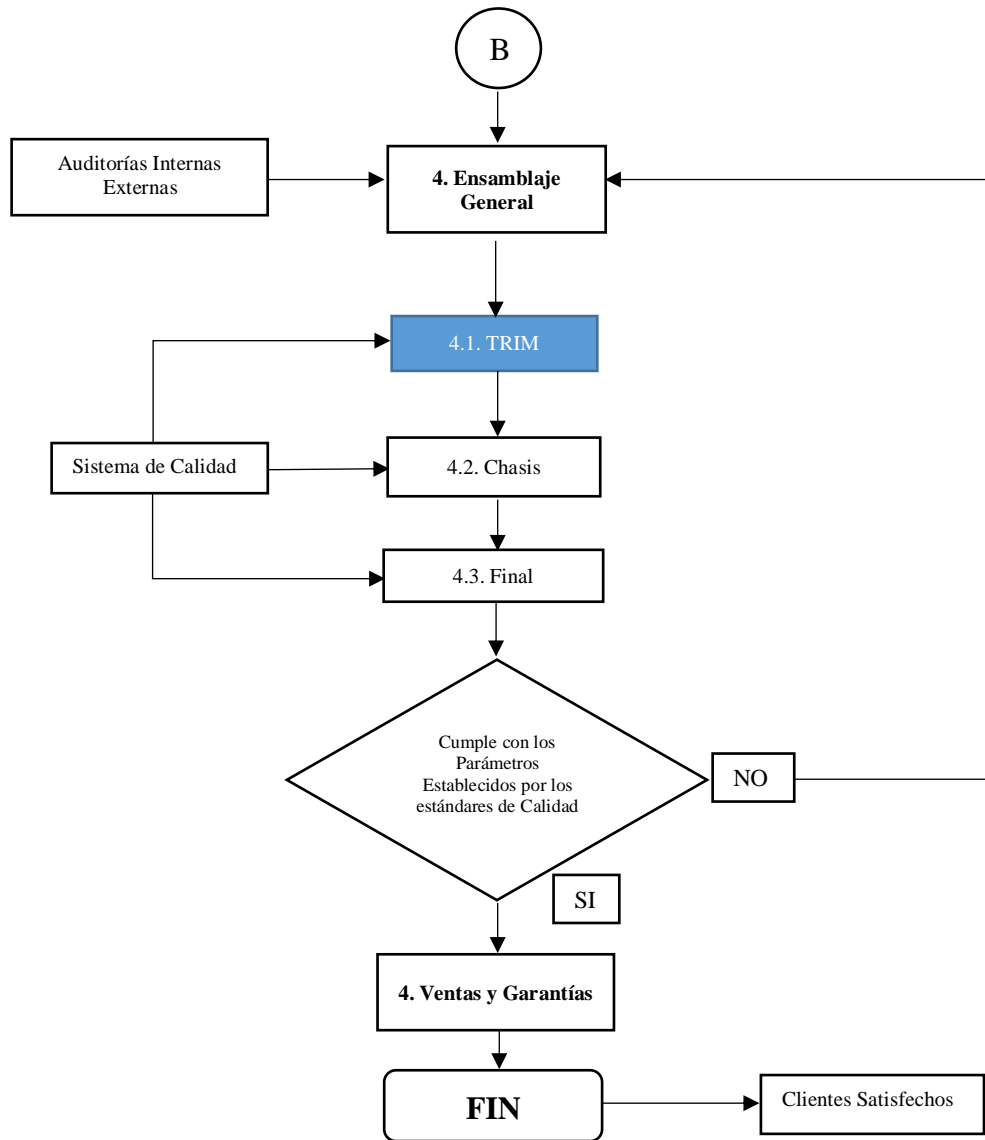 B
Auditorías Internas
Externas
4. Ensamblaje
General
4.1. TRIM
Sistema de Calidad
4.2. Chasis
4.3. Final
Cumple con los
Parámetros
Establecidos por los
estándares de Calidad
NO
SI
4. Ventas y Garantías
FIN
Clientes Satisfechos